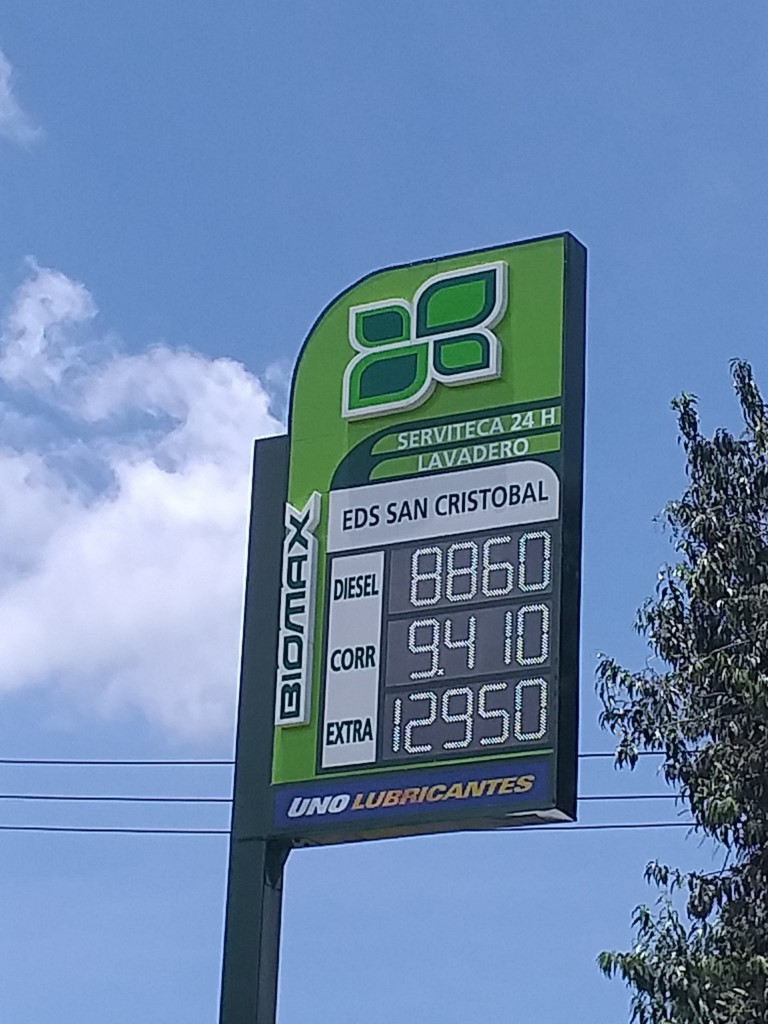 SERVITECA 24 H
LAVADERO
EDS SAN CRISTOBAL
BIOMAX
DIESEL 8860
CORR 9.410
EXTRA 12950
UNO LUBRICANTES